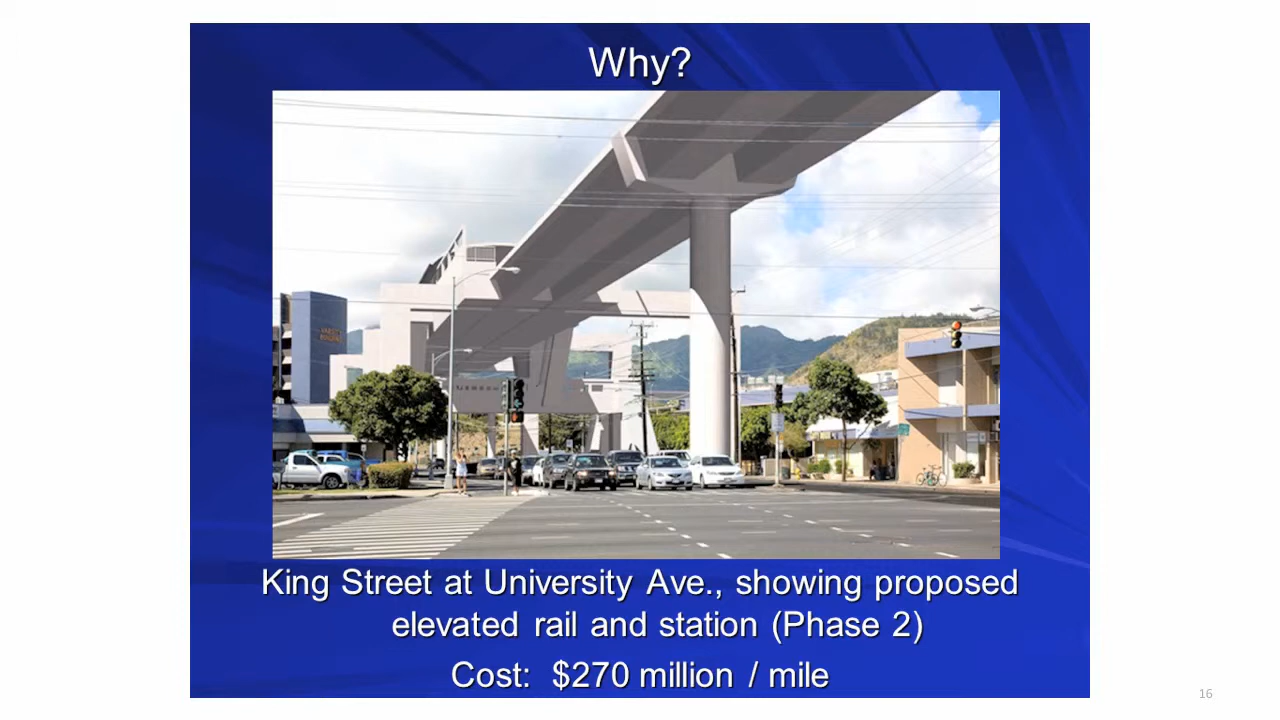 Why?
King Street at University Ave., showing proposed
elevated rail and station (Phase 2)
Cost: $270 million / mile
16